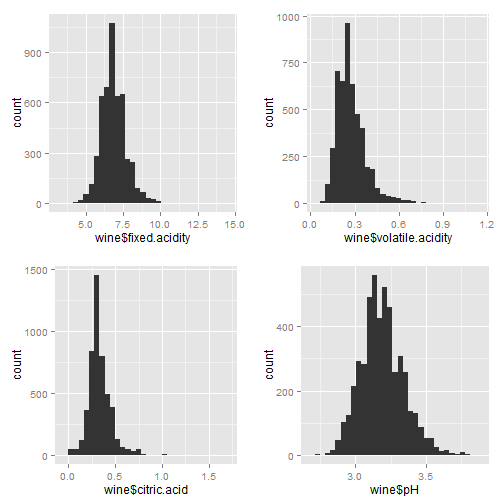 900
600
300
0
count
5.0 7.5 10.0 12.5 15.0
wine$fixed.acidity
1000
750
500
250
0
count
0.0 0.3 0.6 0.9 1.2
wine$volatile.acidity
1500
1000
500
0
count
0.0 0.5 1.0 1.5
wine$citric.acid
400
200
0
count
3.0 3.5
wine$pH